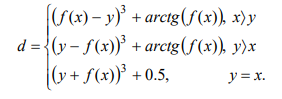 (f(x) − y)³ + arctg(f(x)), x⟩y
d = (y − f(x))³ + arctg(f(x)), y⟩x
(y + f(x))³ + 0.5, y = x.